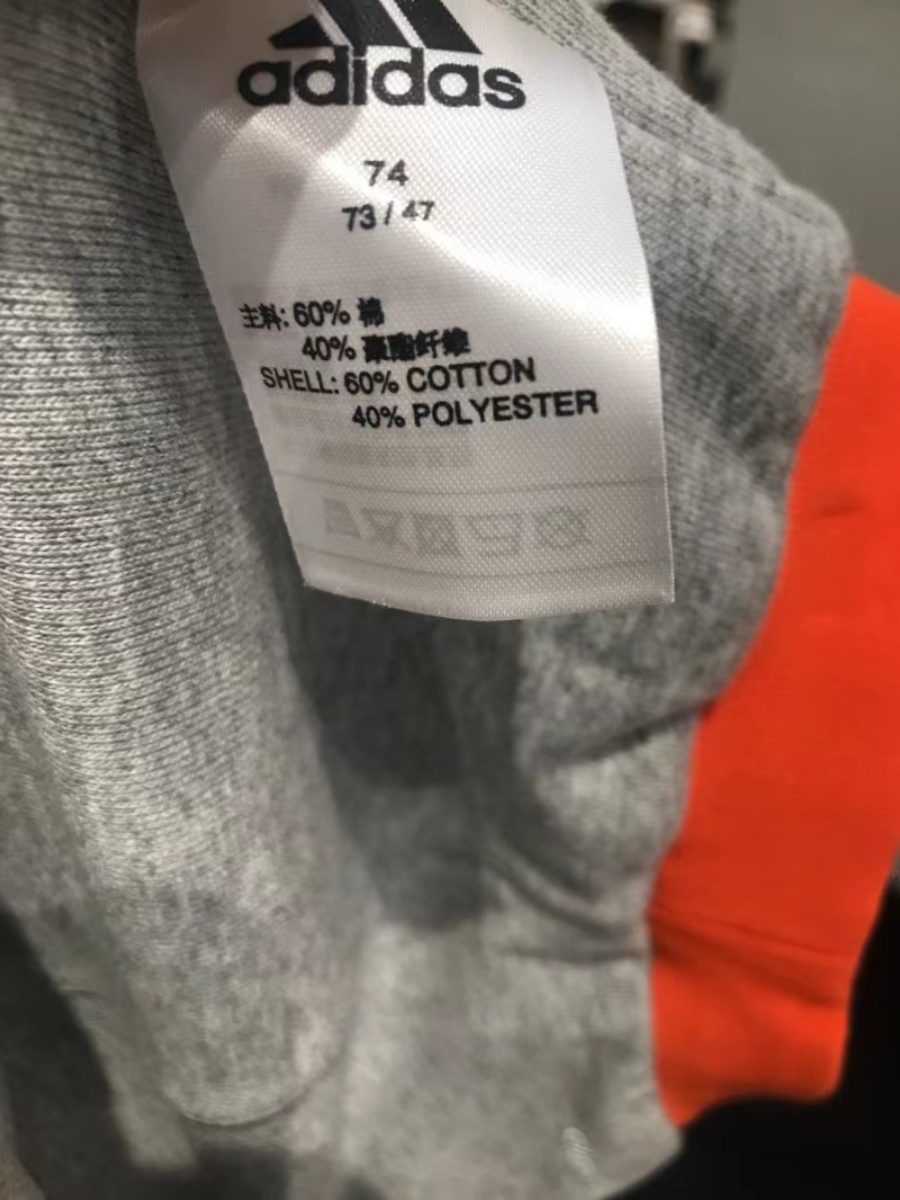 adidas
74
73 / 47
主料: 60% 棉
40% 聚酯纤维
SHELL: 60% COTTON
40% POLYESTER